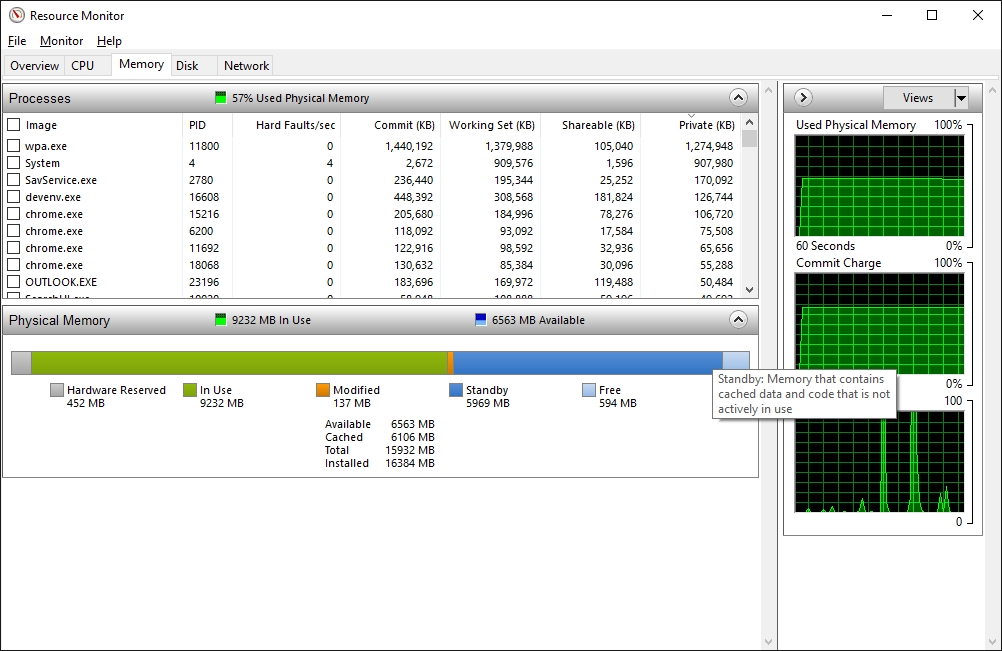 Resource Monitor
File Monitor Help
Overview CPU Memory Disk Network
Processes 57% Used Physical Memory
Image PID Hard Faults/sec Commit (KB) Working Set (KB) Shareable (KB) Private (KB)
wpa.exe 11800 0 1,440,192 1,379,988 105,040 1,274,948
System 4 4 2,672 909,576 1,596 907,980
SavService.exe 2780 0 236,440 195,344 25,252 170,092
devenv.exe 16608 0 448,392 308,568 181,824 126,744
chrome.exe 15216 0 205,680 184,996 78,276 106,720
chrome.exe 6200 0 118,092 93,092 17,584 75,508
chrome.exe 11692 0 122,916 98,592 32,936 65,656
chrome.exe 18068 0 130,632 85,384 30,096 55,288
OUTLOOK.EXE 23196 0 183,696 169,972 119,488 50,484
Physical Memory 9232 MB In Use 6563 MB Available
Hardware Reserved In Use Modified Standby Free
452 MB 9232 MB 137 MB 5969 MB 594 MB
Available 6563 MB
Cached 6106 MB
Total 15932 MB
Installed 16384 MB
Views
Used Physical Memory 100%
60 Seconds 0%
Commit Charge 100%
0%
Standby: Memory that contains
cached data and code that is not
actively in use
100
0